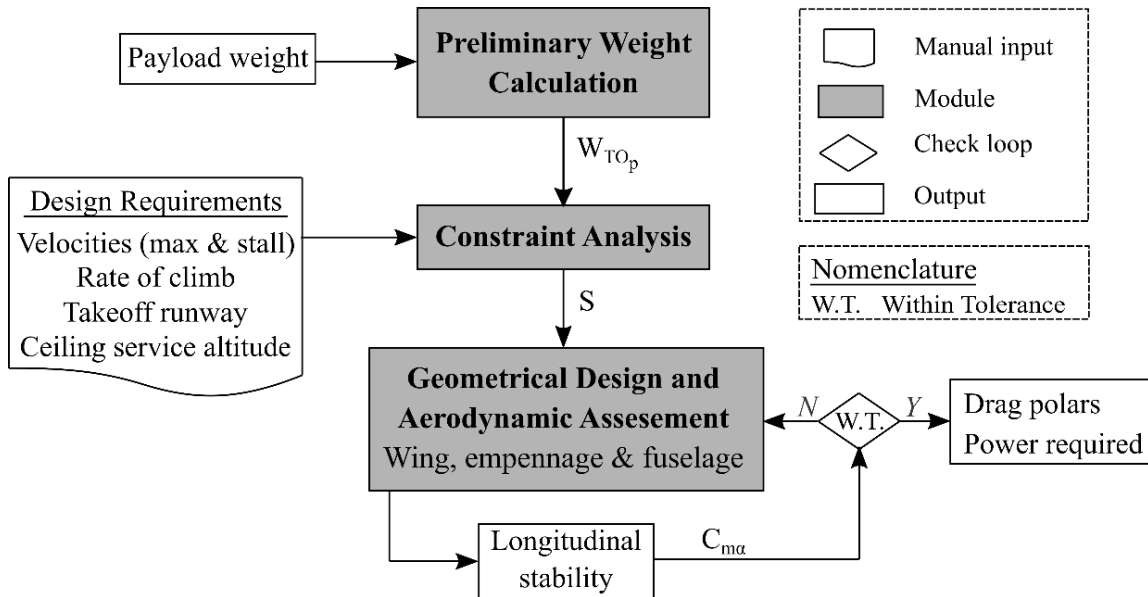 Payload weight
Preliminary Weight
Calculation
W_TO_p
Design Requirements
Velocities (max & stall)
Rate of climb
Takeoff runway
Ceiling service altitude
Constraint Analysis
S
Geometrical Design and
Aerodynamic Assesement
Wing, empennage & fuselage
N
W.T.
Y
Drag polars
Power required
Longitudinal
stability
C_mα
Manual input
Module
Check loop
Output
Nomenclature
W.T. Within Tolerance